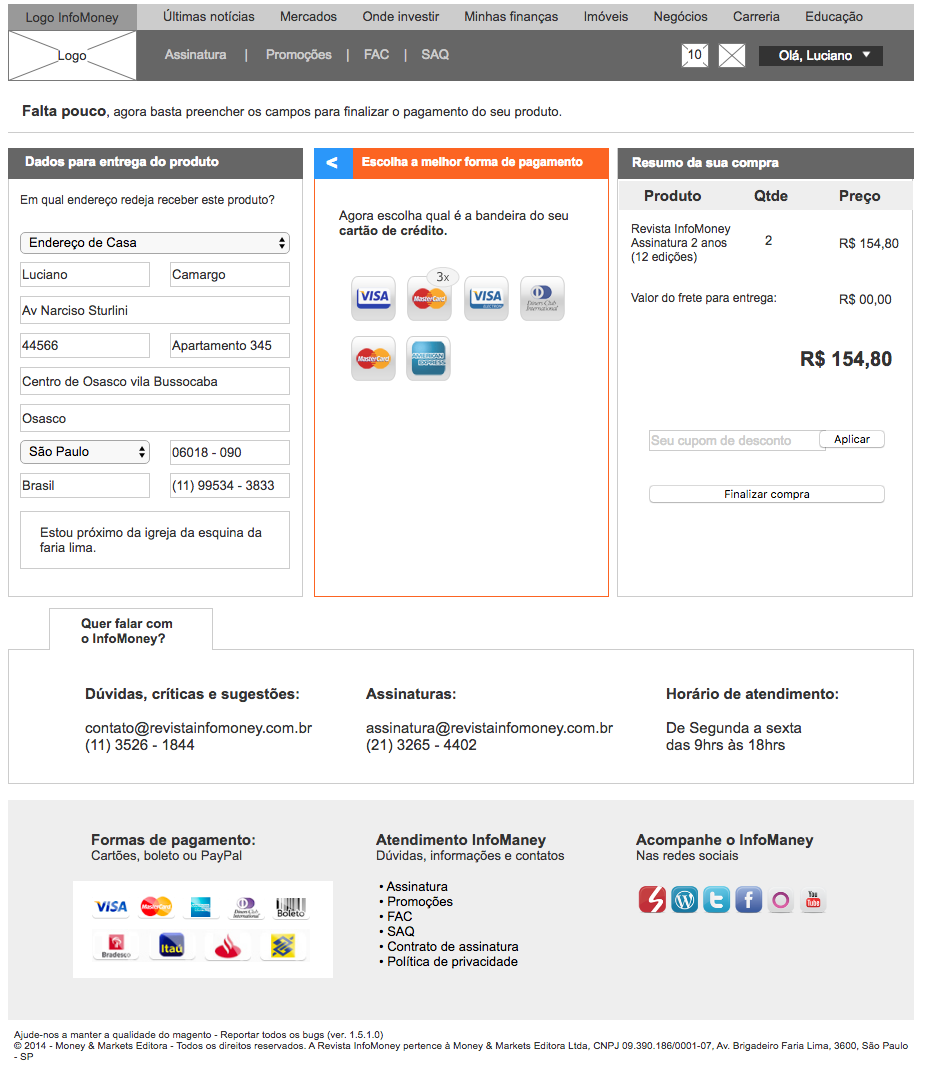 Logo InfoMoney Últimas notícias Mercados Onde investir Minhas finanças Imóveis Negócios Carreria Educação
Logo Assinatura | Promoções | FAC | SAQ 10 Olá, Luciano
Falta pouco, agora basta preencher os campos para finalizar o pagamento do seu produto.
Dados para entrega do produto
Em qual endereço redeja receber este produto?
Endereço de Casa
Luciano Camargo
Av Narciso Sturlini
44566 Apartamento 345
Centro de Osasco vila Bussocaba
Osasco
São Paulo 06018 - 090
Brasil (11) 99534 - 3833
Estou próximo da igreja da esquina da
faria lima.
< Escolha a melhor forma de pagamento
Agora escolha qual é a bandeira do seu
cartão de crédito.
3x
VISA MasterCard VISA ELECTRON Diners Club International
MasterCard AMERICAN EXPRESS
Resumo da sua compra
Produto Qtde Preço
Revista InfoMoney
Assinatura 2 anos
(12 edições)
2 R$ 154,80
Valor do frete para entrega: R$ 00,00
R$ 154,80
Seu cupom de desconto Aplicar
Finalizar compra
Quer falar com
o InfoMoney?
Dúvidas, críticas e sugestões:
contato@revistainfomoney.com.br
(11) 3526 - 1844
Assinaturas:
assinatura@revistainfomoney.com.br
(21) 3265 - 4402
Horário de atendimento:
De Segunda a sexta
das 9hrs às 18hrs
Formas de pagamento:
Cartões, boleto ou PayPal
VISA MasterCard Diners Club International Boleto
Bradesco Itaú
Atendimento InfoManey
Dúvidas, informações e contatos
• Assinatura
• Promoções
• FAC
• SAQ
• Contrato de assinatura
• Política de privacidade
Acompanhe o InfoManey
Nas redes sociais
You Tube
Ajude-nos a manter a qualidade do magento - Reportar todos os bugs (ver. 1.5.1.0)
© 2014 - Money & Markets Editora - Todos os direitos reservados. A Revista InfoMoney pertence à Money & Markets Editora Ltda, CNPJ 09.390.186/0001-07, Av. Brigadeiro Faria Lima, 3600, São Paulo
- SP